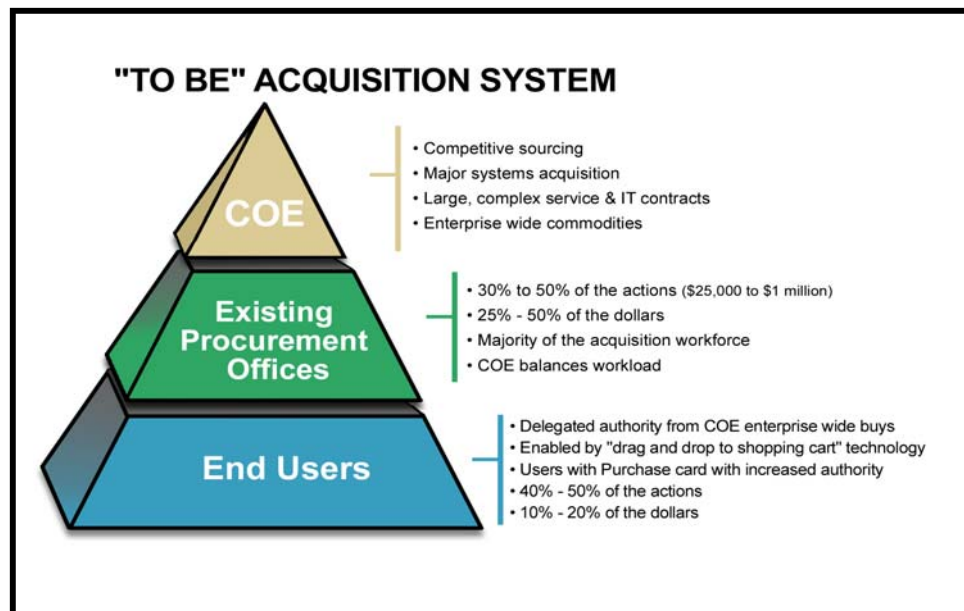 "TO BE" ACQUISITION SYSTEM
COE
• Competitive sourcing
• Major systems acquisition
• Large, complex service & IT contracts
• Enterprise wide commodities
Existing
Procurement
Offices
• 30% to 50% of the actions ($25,000 to $1 million)
• 25% - 50% of the dollars
• Majority of the acquisition workforce
• COE balances workload
End Users
• Delegated authority from COE enterprise wide buys
• Enabled by "drag and drop to shopping cart" technology
• Users with Purchase card with increased authority
• 40% - 50% of the actions
• 10% - 20% of the dollars